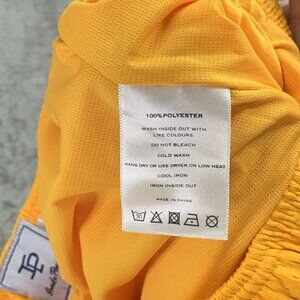 100% POLYESTER
WASH INSIDE OUT WITH
LIKE COLOURS
DO NOT BLEACH
COLD WASH
HANG DRY OR USE DRYER ON LOW HEAT
COOL IRON
IRON INSIDE OUT
MADE IN CHINA